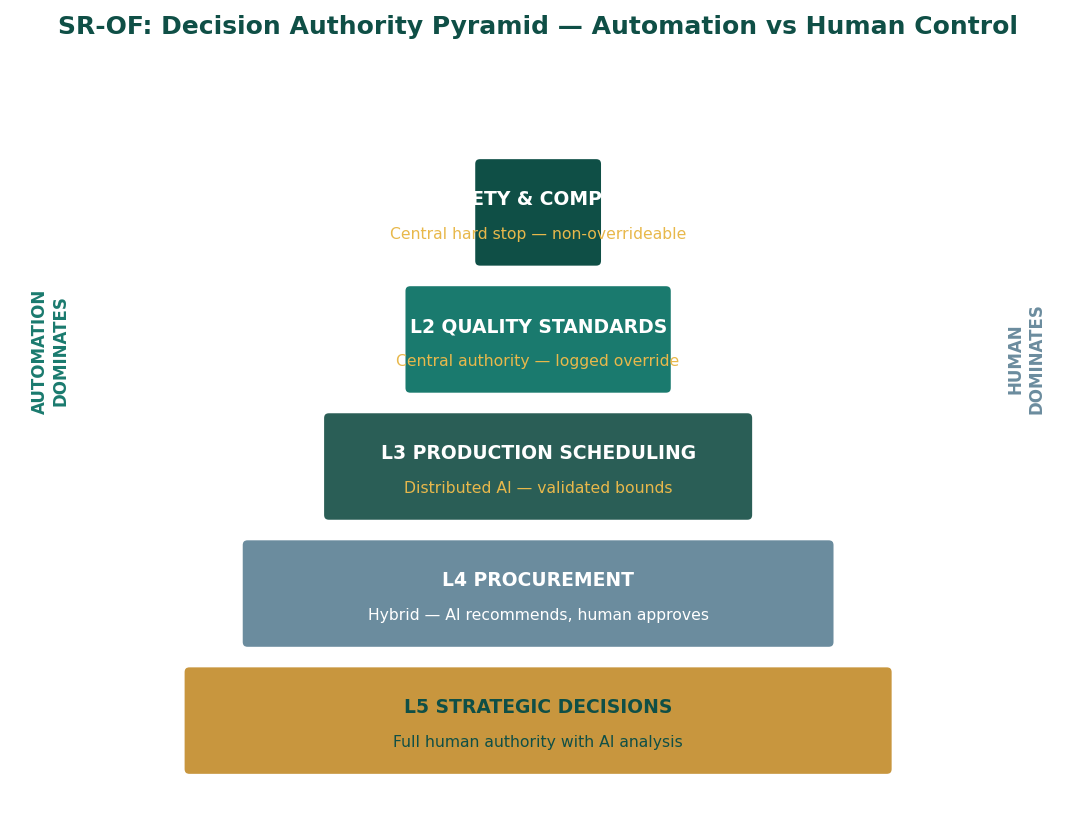 SR-OF: Decision Authority Pyramid — Automation vs Human Control
ETY & COMP
Central hard stop — non-overrideable
AUTOMATION
DOMINATES
HUMAN
DOMINATES
L2 QUALITY STANDARDS
Central authority — logged override
L3 PRODUCTION SCHEDULING
Distributed AI — validated bounds
L4 PROCUREMENT
Hybrid — AI recommends, human approves
L5 STRATEGIC DECISIONS
Full human authority with AI analysis